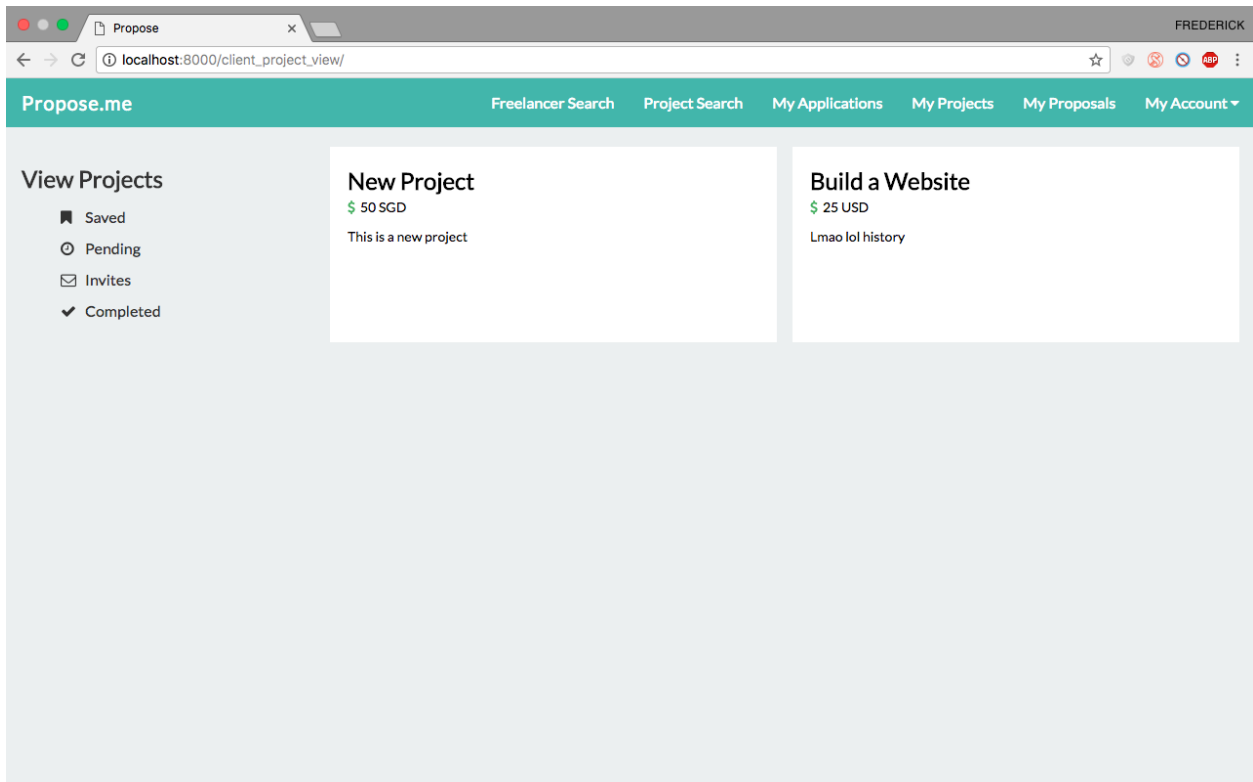 Propose
FREDERICK
localhost:8000/client_project_view/
ABP
Propose.me
Freelancer Search Project Search My Applications My Projects My Proposals My Account
View Projects
Saved
Pending
Invites
Completed
New Project
$ 50 SGD
This is a new project
Build a Website
$ 25 USD
Lmao lol history